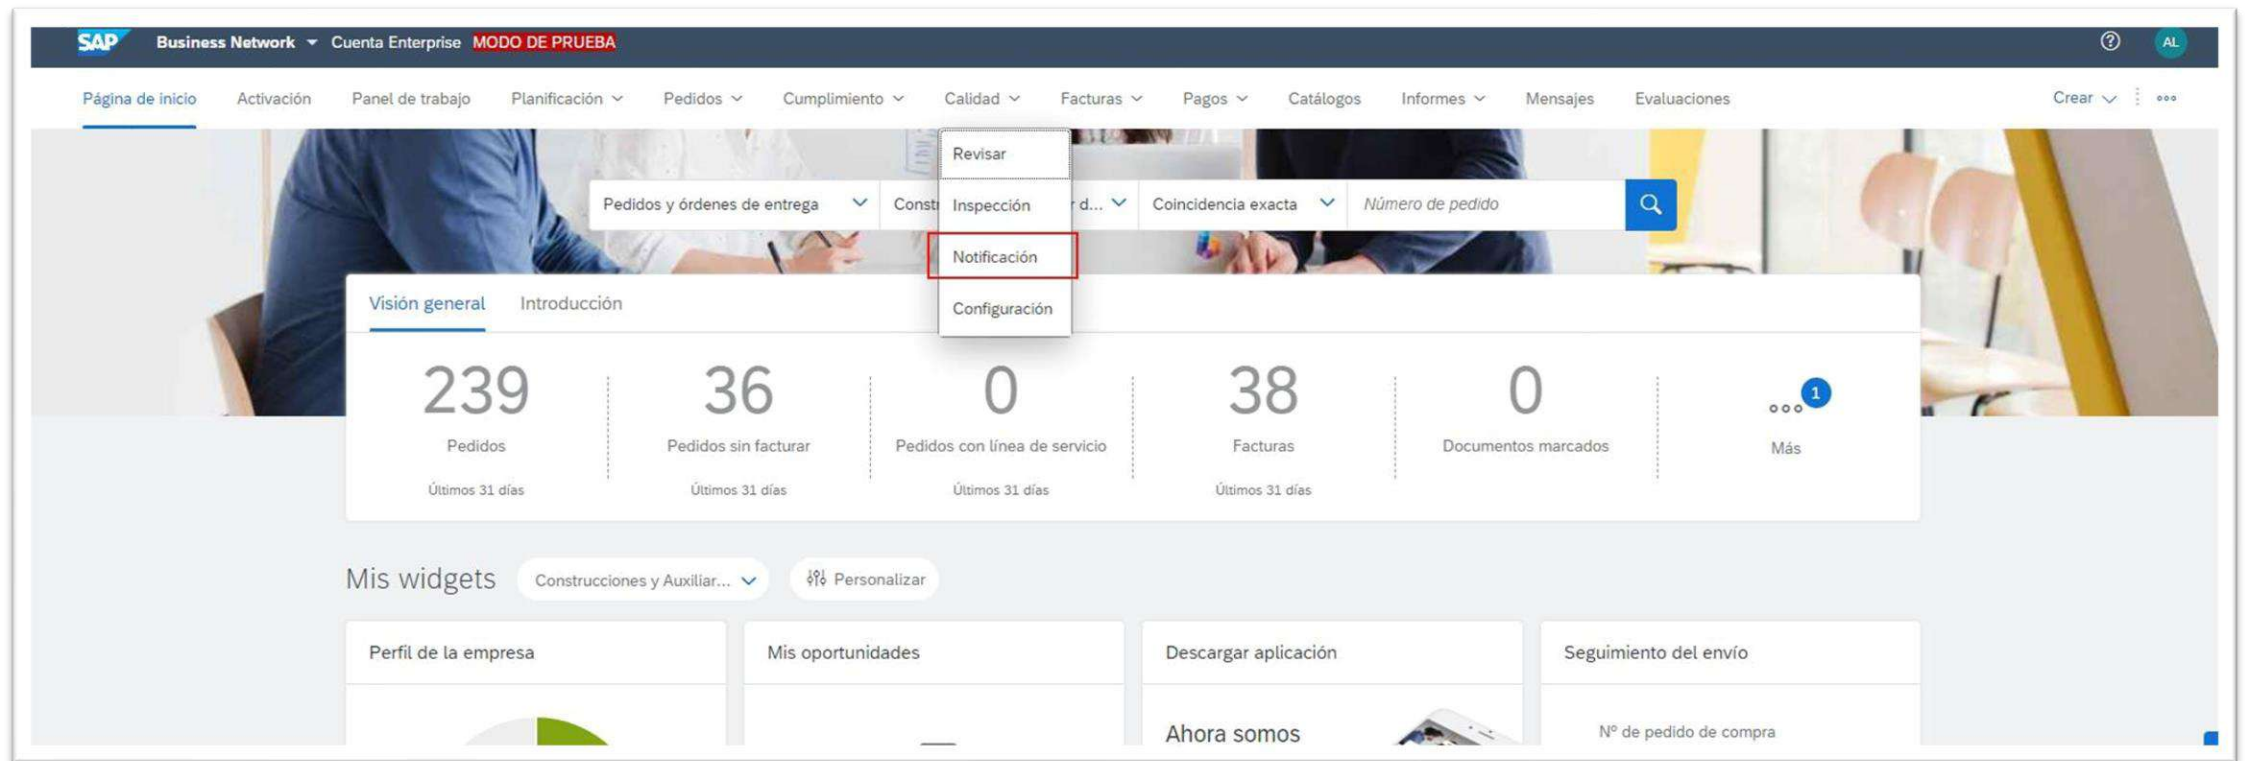 SAP Business Network Cuenta Enterprise MODO DE PRUEBA AL
Página de inicio Activación Panel de trabajo Planificación Pedidos Cumplimiento Calidad Facturas Pagos Catálogos Informes Mensajes Evaluaciones Crear
Revisar
Pedidos y órdenes de entrega Const Inspección r d... Coincidencia exacta Número de pedido
Notificación
Configuración
Visión general Introducción
239 36 0 38 0 1
Pedidos Pedidos sin facturar Pedidos con línea de servicio Facturas Documentos marcados Más
Últimos 31 días Últimos 31 días Últimos 31 días Últimos 31 días
Mis widgets Construcciones y Auxiliar... Personalizar
Perfil de la empresa Mis oportunidades Descargar aplicación Seguimiento del envío
Ahora somos Nº de pedido de compra